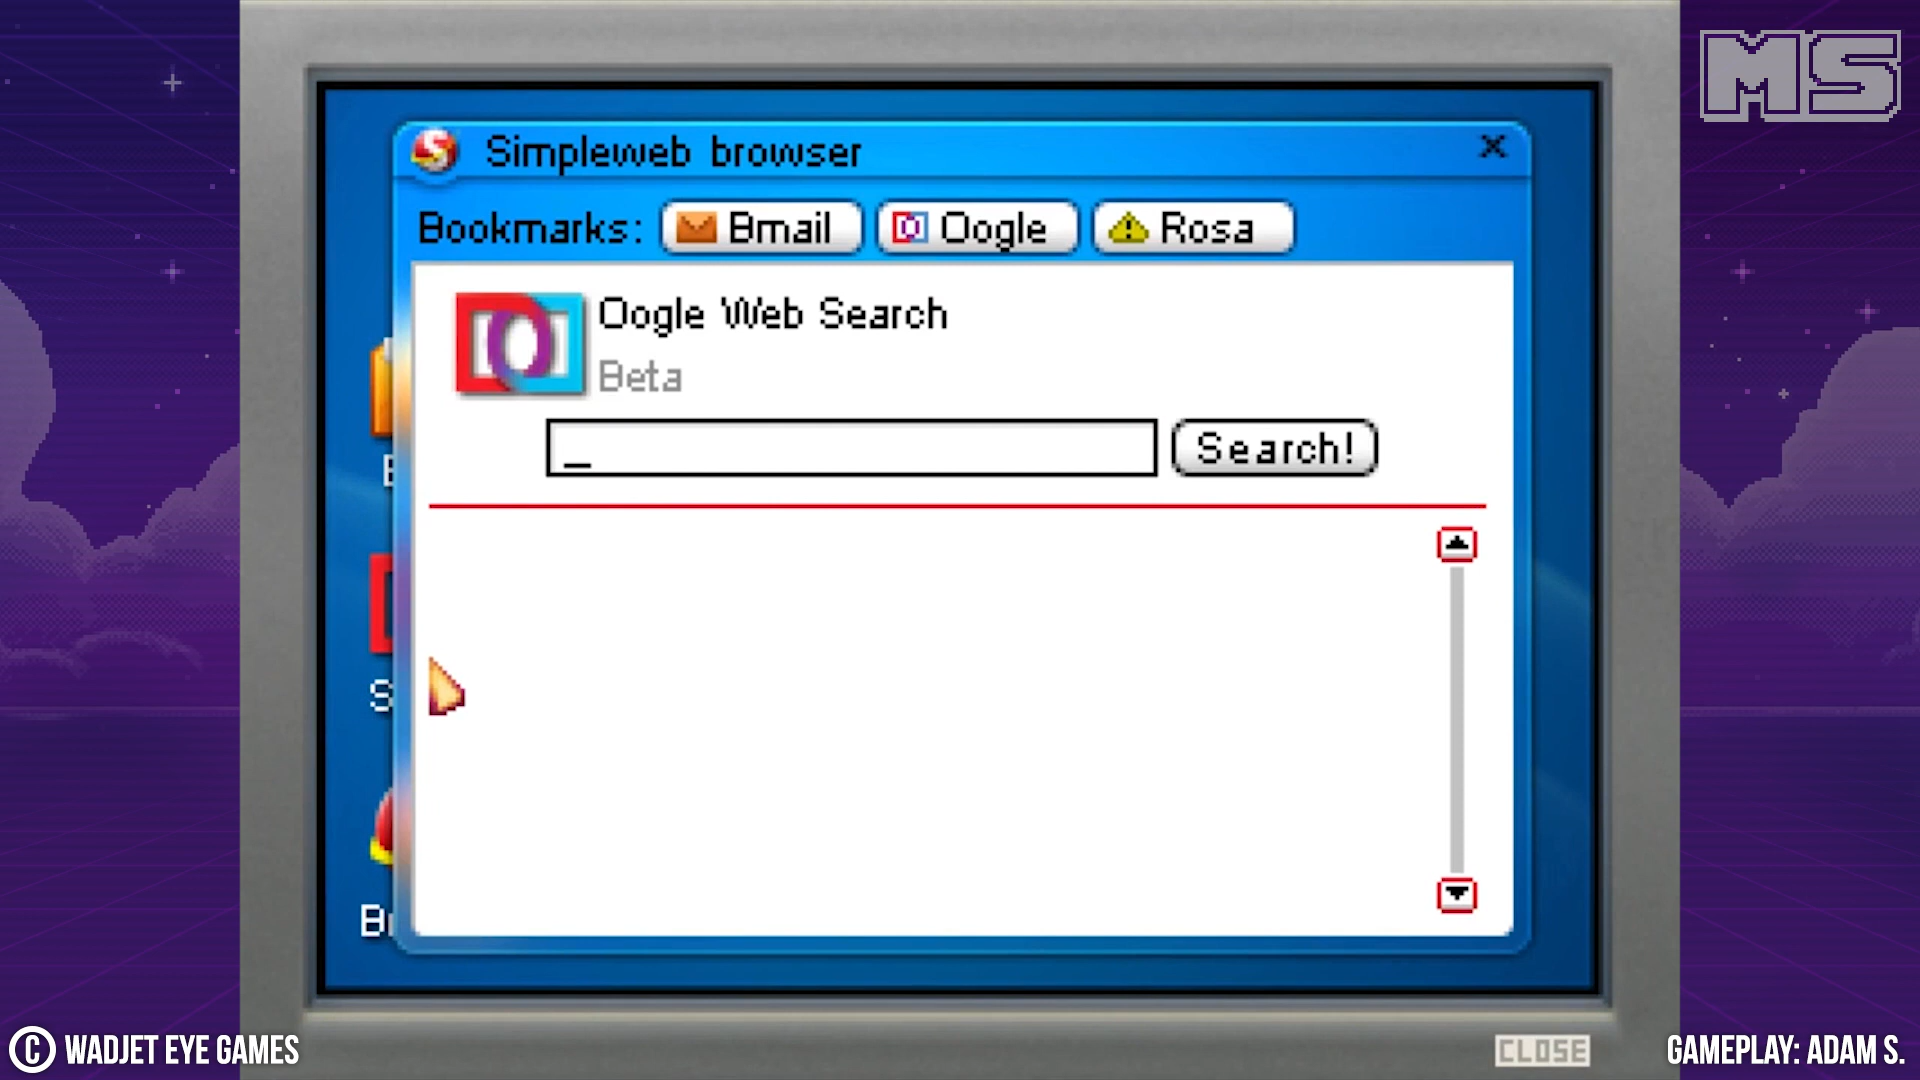 MS
Simpleweb browser
Bookmarks: Bmail Oogle Rosa
Oogle Web Search
Beta
Search!
CLOSE
© WADJET EYE GAMES
GAMEPLAY: ADAM S.